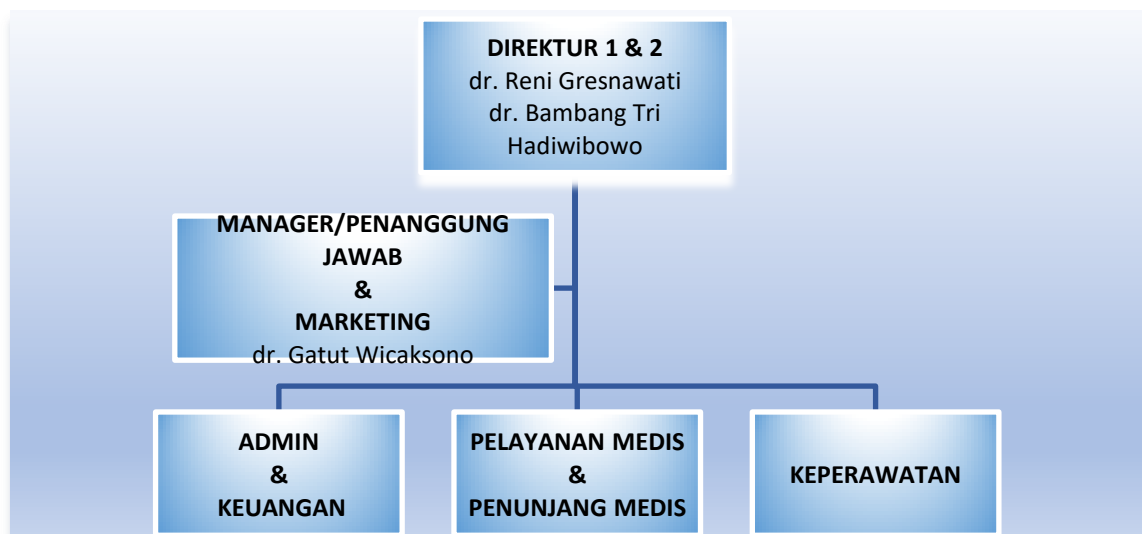 DIREKTUR 1 & 2
dr. Reni Gresnawati
dr. Bambang Tri
Hadiwibowo
MANAGER/PENANGGUNG
JAWAB
&
MARKETING
dr. Gatut Wicaksono
ADMIN
&
KEUANGAN
PELAYANAN MEDIS
&
PENUNJANG MEDIS
KEPERAWATAN